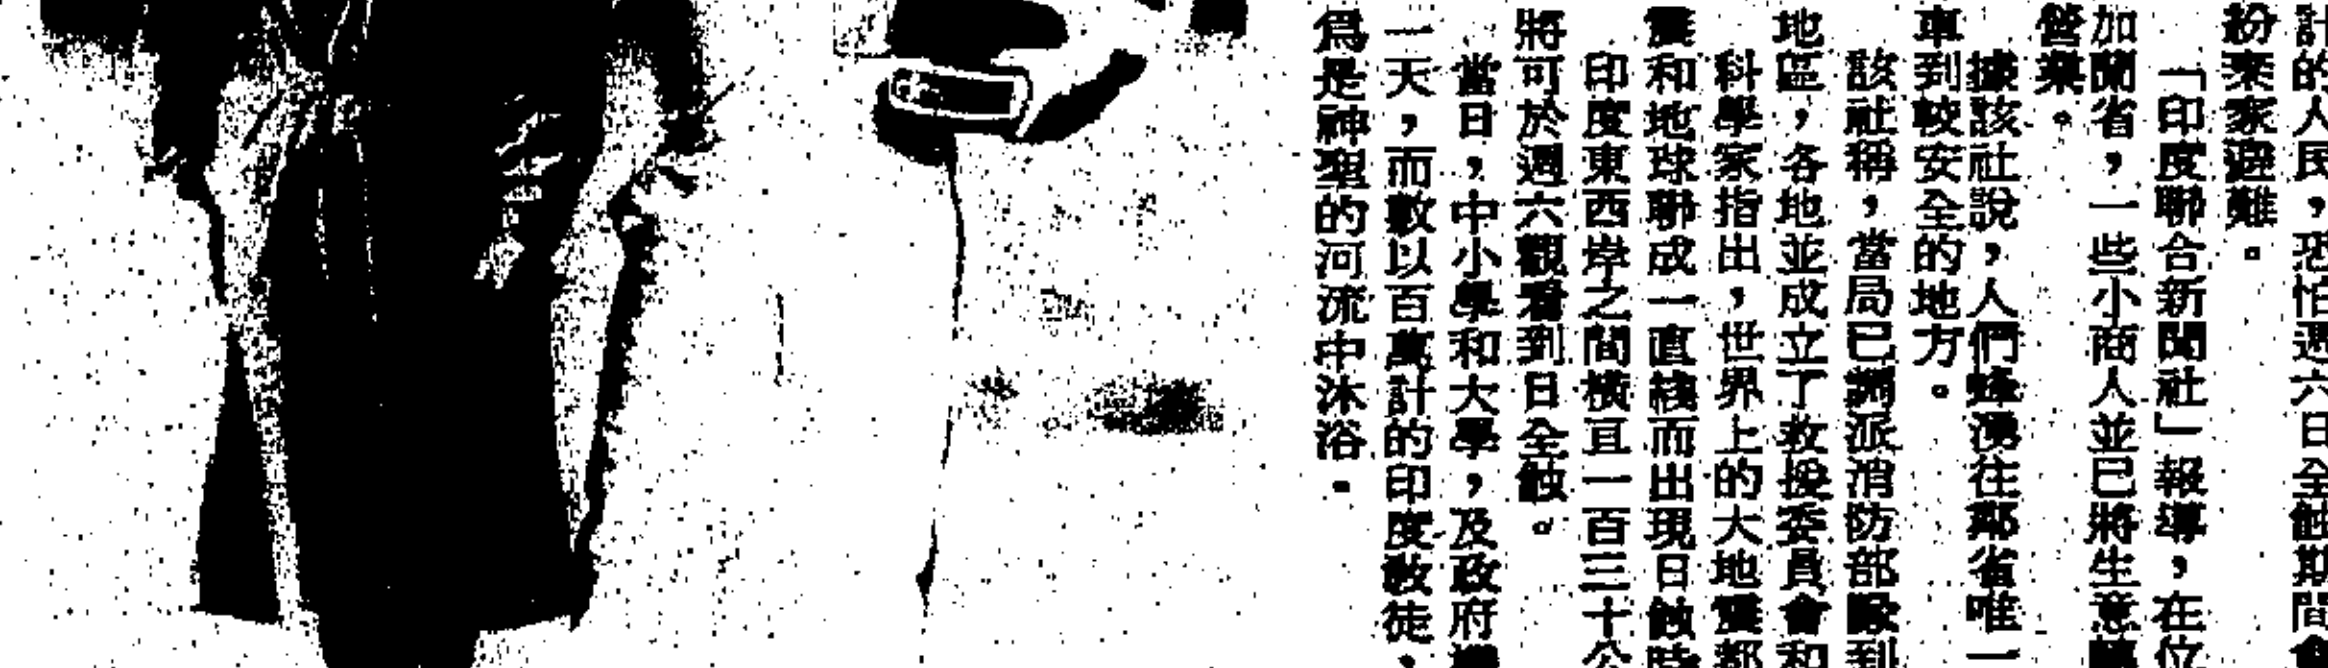 計的人民，恐怕週六日全蝕期間會
紛棄家避難。
「印度聯合新聞社」報導，在位
加蘭省，一些小商人並已將生意轉
營業。
據該社說，人們蜂湧往鄰省唯一
車到較安全的地方。
該社稱，當局已調派消防部隊到
地區，各地並成立了救援委員會和
科學家指出，世界上的大地震都
震和地球聯成一直綫而出現日蝕時
印度東西岸之間橫亘一百三十公
將可於週六觀看到日全蝕。
當日，中小學和大學，及政府機
一天，而數以百萬計的印度教徒，
爲是神聖的河流中沐浴。